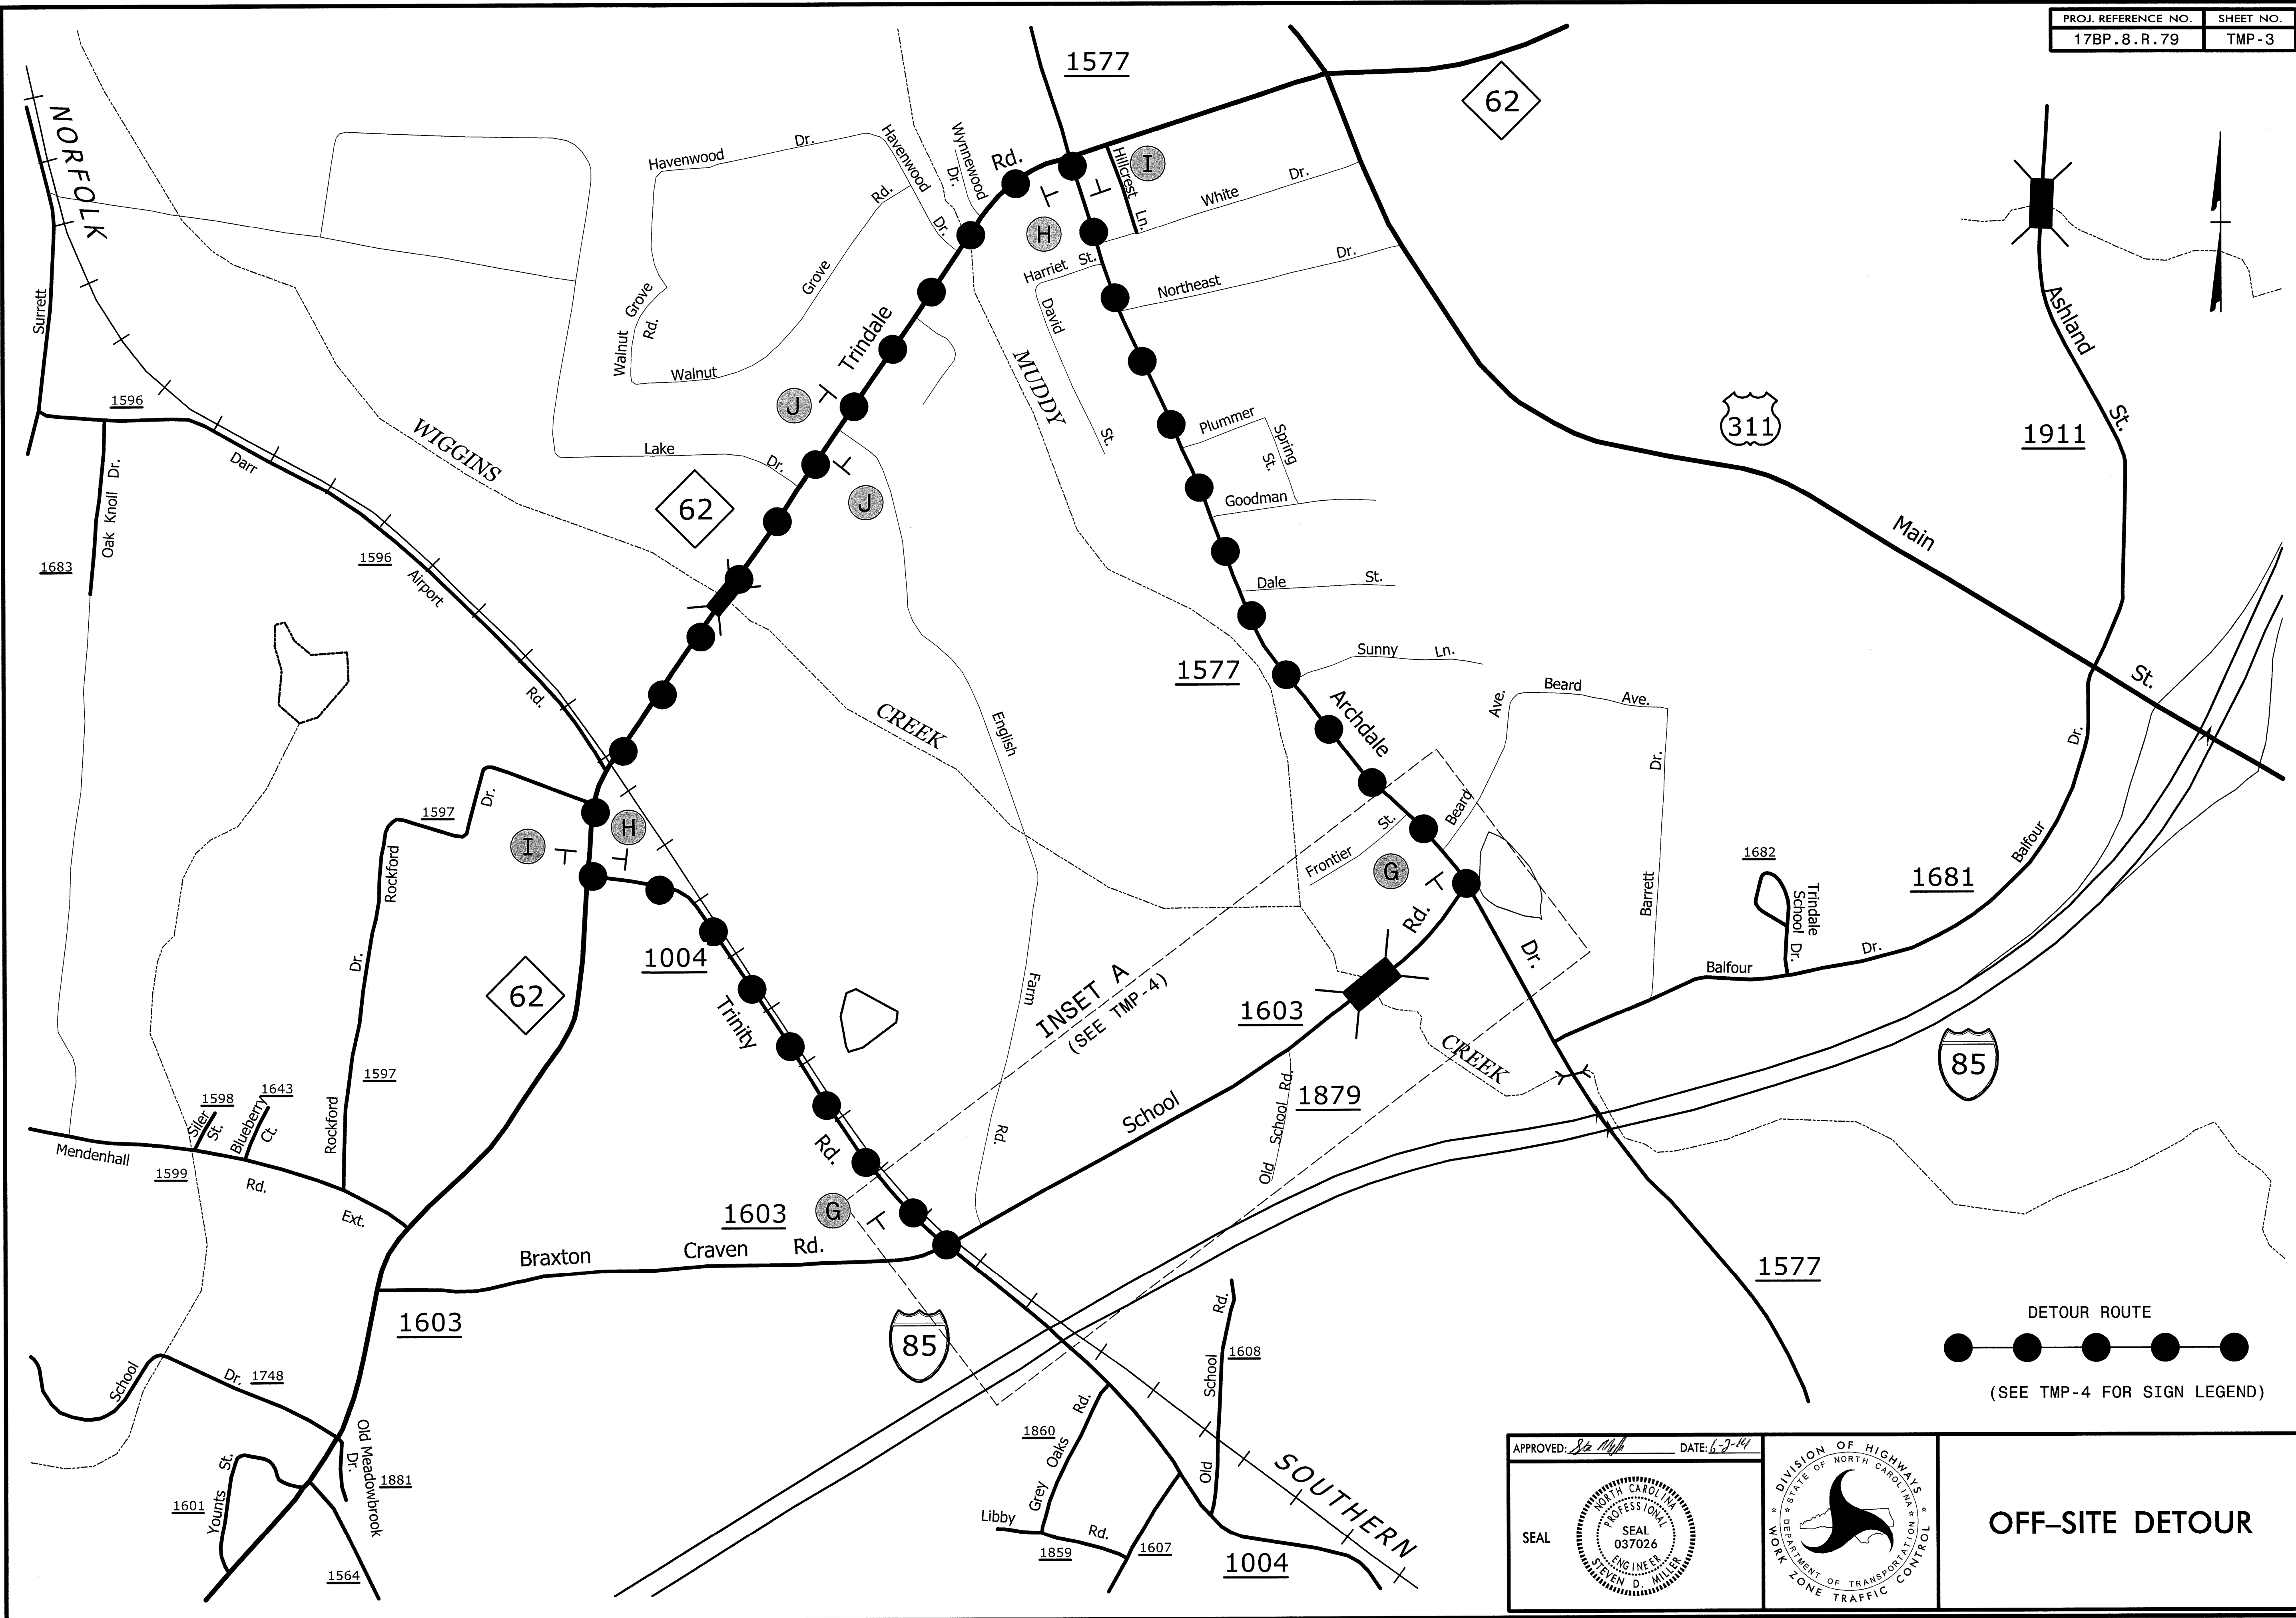 PROJ. REFERENCE NO.
SHEET NO.
17BP.8.R.79
TMP-3
NORFOLK
1577
62
Havenwood Dr.
Havenwood Dr.
Wynnewood Dr.
Rd.
Hillcrest Ln.
I
White Dr.
H
Grove Rd.
Walnut Grove Rd.
Walnut
Harriet St.
Northeast Dr.
David St.
Surrett
Trindale
MUDDY
Ashland St.
1596
J
Plummer
Spring St.
311
1911
WIGGINS
Lake Dr.
Darr
62
J
Goodman
Oak Knoll Dr.
1683
1596
Airport
Rd.
Dale St.
Main St.
1577
Sunny Ln.
Archdale
Beard Ave.
Ave.
English
CREEK
Dr.
1597
Dr.
H
I
Rockford
Frontier St.
Beard
G
Barrett
Dr.
1682
Trindale
School Dr.
1681
Balfour
Dr.
Rd.
Dr.
Balfour
Dr.
1004
62
Trinity
Rd.
Farm
Rd.
INSET A
(SEE TMP-4)
1603
CREEK
85
Dr.
1597
Rockford
1598
Siler St.
1643
Blueberry Ct.
School
Old School Rd.
1879
Mendenhall
1599
Rd.
Ext.
G
1603
Braxton Craven Rd.
1577
1603
85
Old School Rd.
1608
DETOUR ROUTE
(SEE TMP-4 FOR SIGN LEGEND)
School
Dr.
1748
Old Meadowbrook
Dr.
1881
Younts St.
1601
1564
1860
Grey Oaks Rd.
Libby Rd.
1859
1607
SOUTHERN
1004
APPROVED:
DATE: 6-2-14
SEAL
NORTH CAROLINA
PROFESSIONAL
SEAL
037026
ENGINEER
STEVEN D. MILLER
DIVISION OF HIGHWAYS
STATE OF NORTH CAROLINA
DEPARTMENT OF TRANSPORTATION
WORK ZONE TRAFFIC CONTROL
OFF–SITE DETOUR